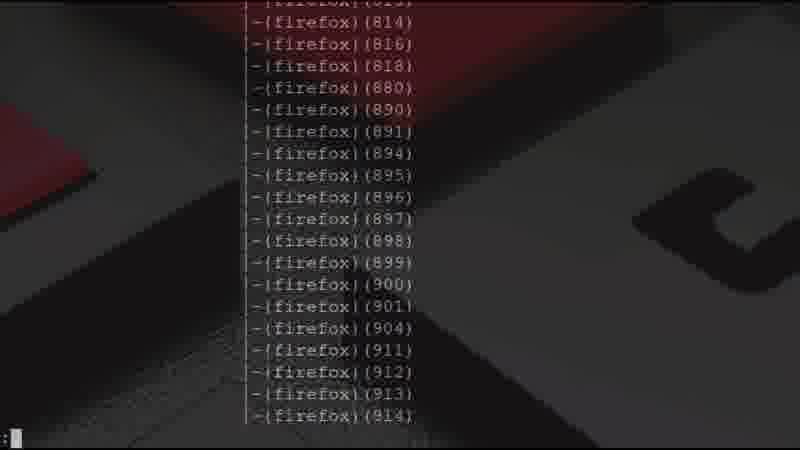 |-{firefox}(814)
|-{firefox}(816)
|-{firefox}(818)
|-{firefox}(880)
|-{firefox}(890)
|-{firefox}(891)
|-{firefox}(894)
|-{firefox}(895)
|-{firefox}(896)
|-{firefox}(897)
|-{firefox}(898)
|-{firefox}(899)
|-{firefox}(900)
|-{firefox}(901)
|-{firefox}(904)
|-{firefox}(911)
|-{firefox}(912)
|-{firefox}(913)
|-{firefox}(914)
: